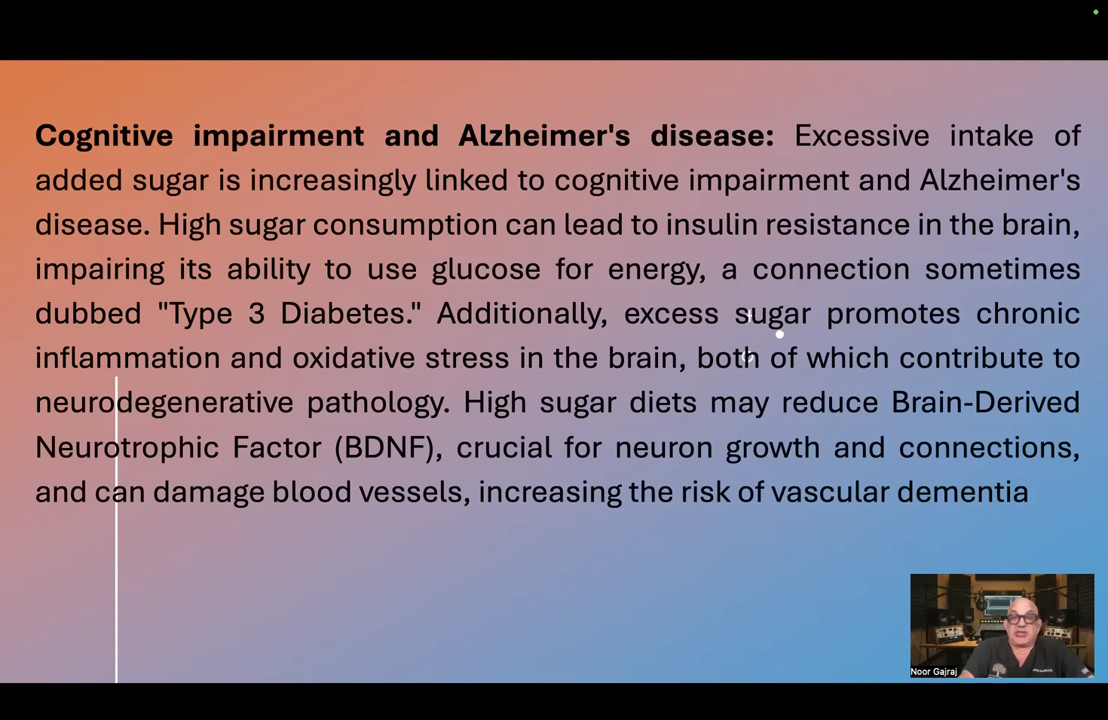 Cognitive impairment and Alzheimer's disease: Excessive intake of
added sugar is increasingly linked to cognitive impairment and Alzheimer's
disease. High sugar consumption can lead to insulin resistance in the brain,
impairing its ability to use glucose for energy, a connection sometimes
dubbed "Type 3 Diabetes." Additionally, excess sugar promotes chronic
inflammation and oxidative stress in the brain, both of which contribute to
neurodegenerative pathology. High sugar diets may reduce Brain-Derived
Neurotrophic Factor (BDNF), crucial for neuron growth and connections,
and can damage blood vessels, increasing the risk of vascular dementia
Noor Gajraj